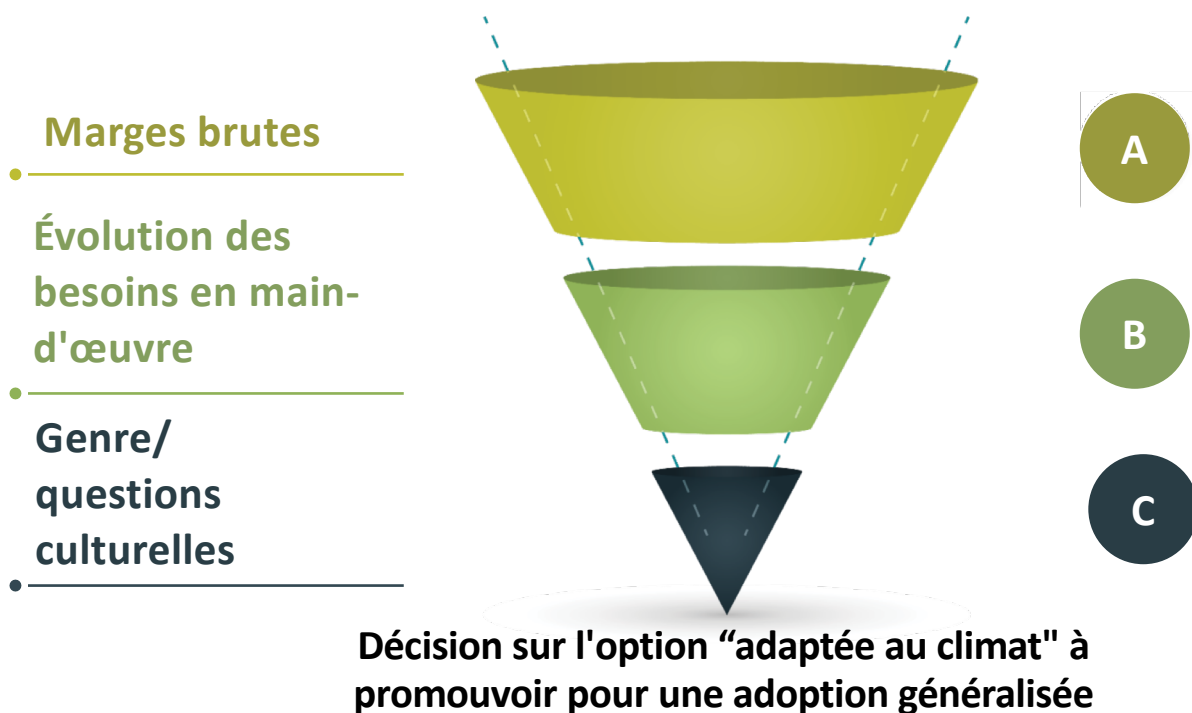 Marges brutes
A
Évolution des
besoins en main-
d'œuvre
B
Genre/
questions
culturelles
C
Décision sur l'option “adaptée au climat" à
promouvoir pour une adoption généralisée